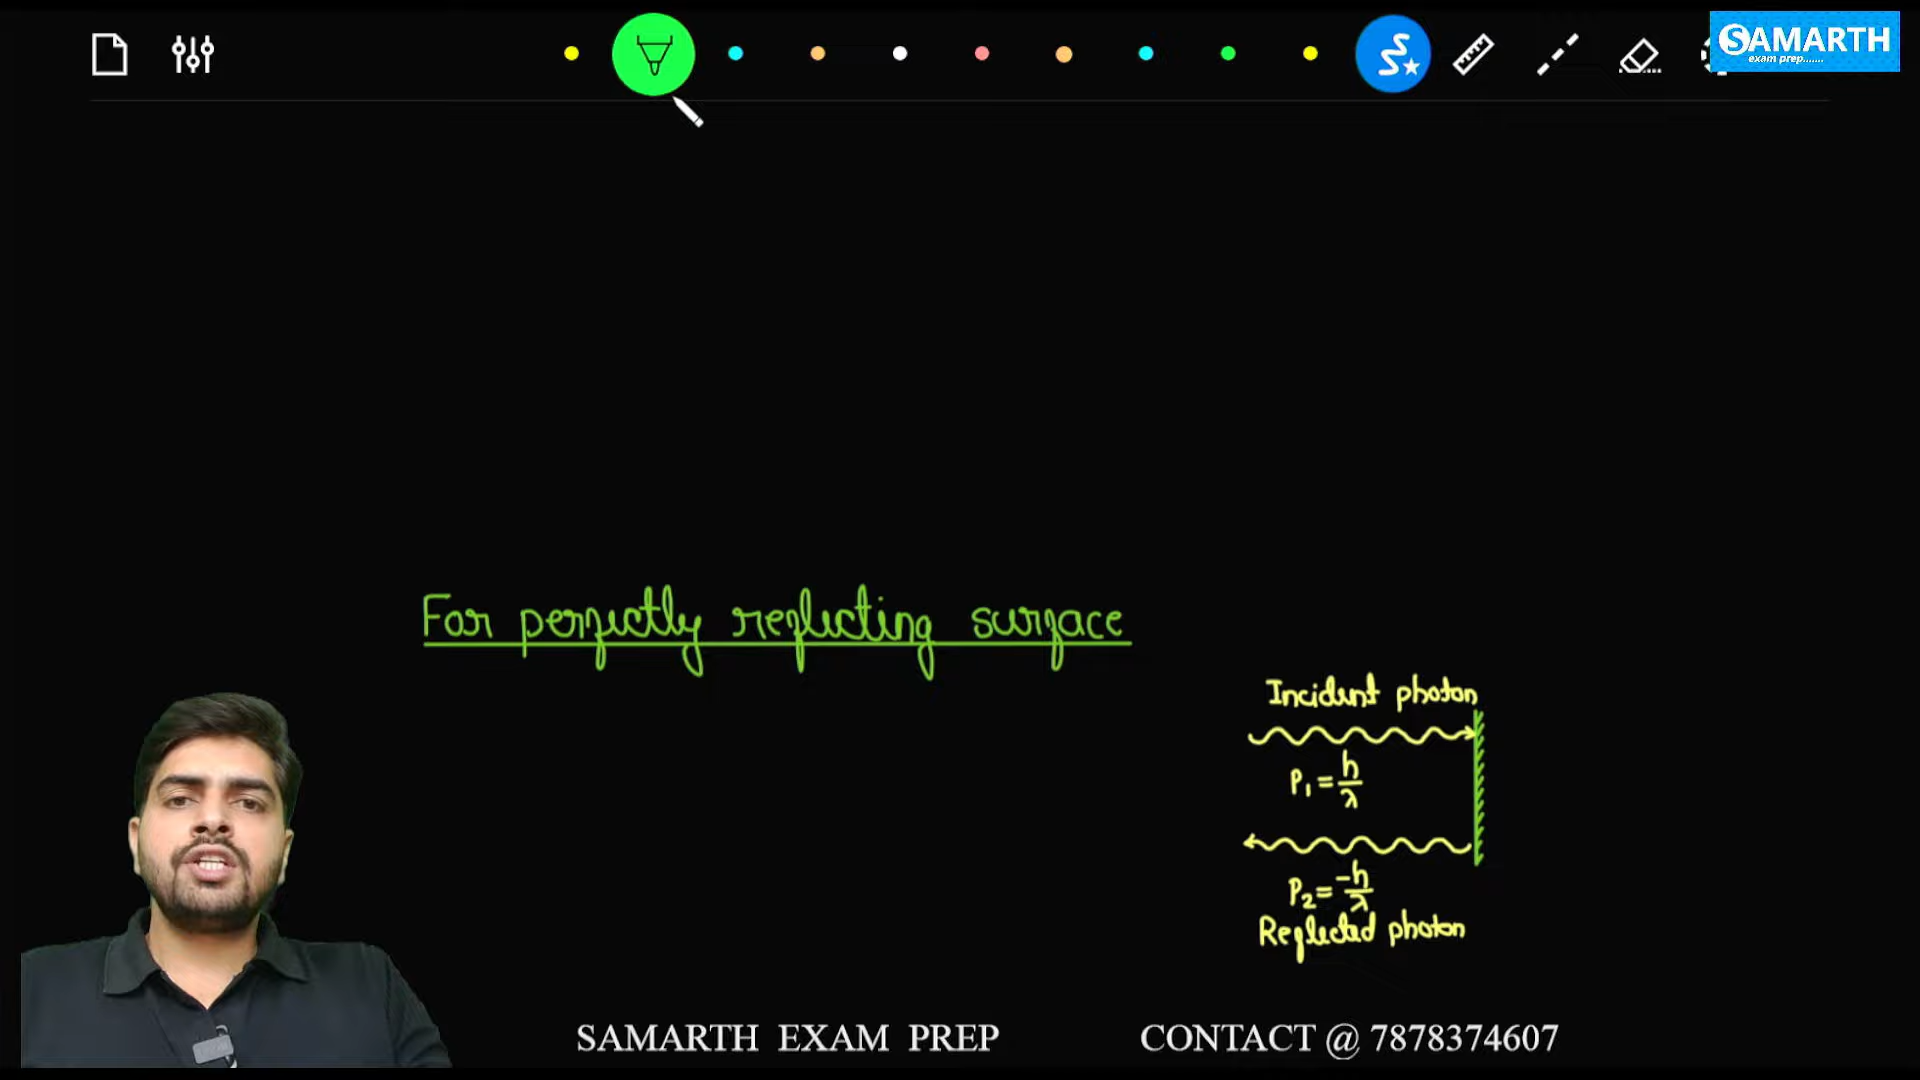 SAMARTH
exam prep.......
For perfectly reflecting surface
Incident photon
P₁ = h/λ
P₂ = -h/λ
Reflected photon
SAMARTH EXAM PREP CONTACT @ 7878374607